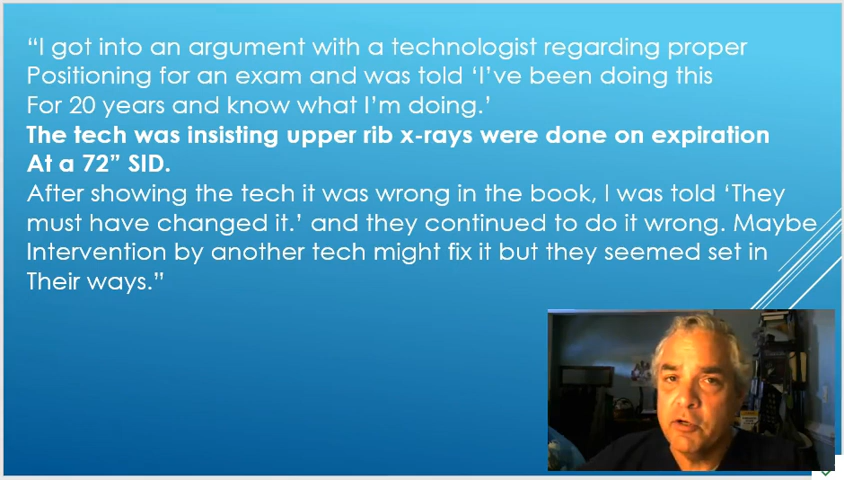 “I got into an argument with a technologist regarding proper
Positioning for an exam and was told ‘I’ve been doing this
For 20 years and know what I’m doing.’
The tech was insisting upper rib x-rays were done on expiration
At a 72” SID.
After showing the tech it was wrong in the book, I was told ‘They
must have changed it.’ and they continued to do it wrong. Maybe
Intervention by another tech might fix it but they seemed set in
Their ways.”